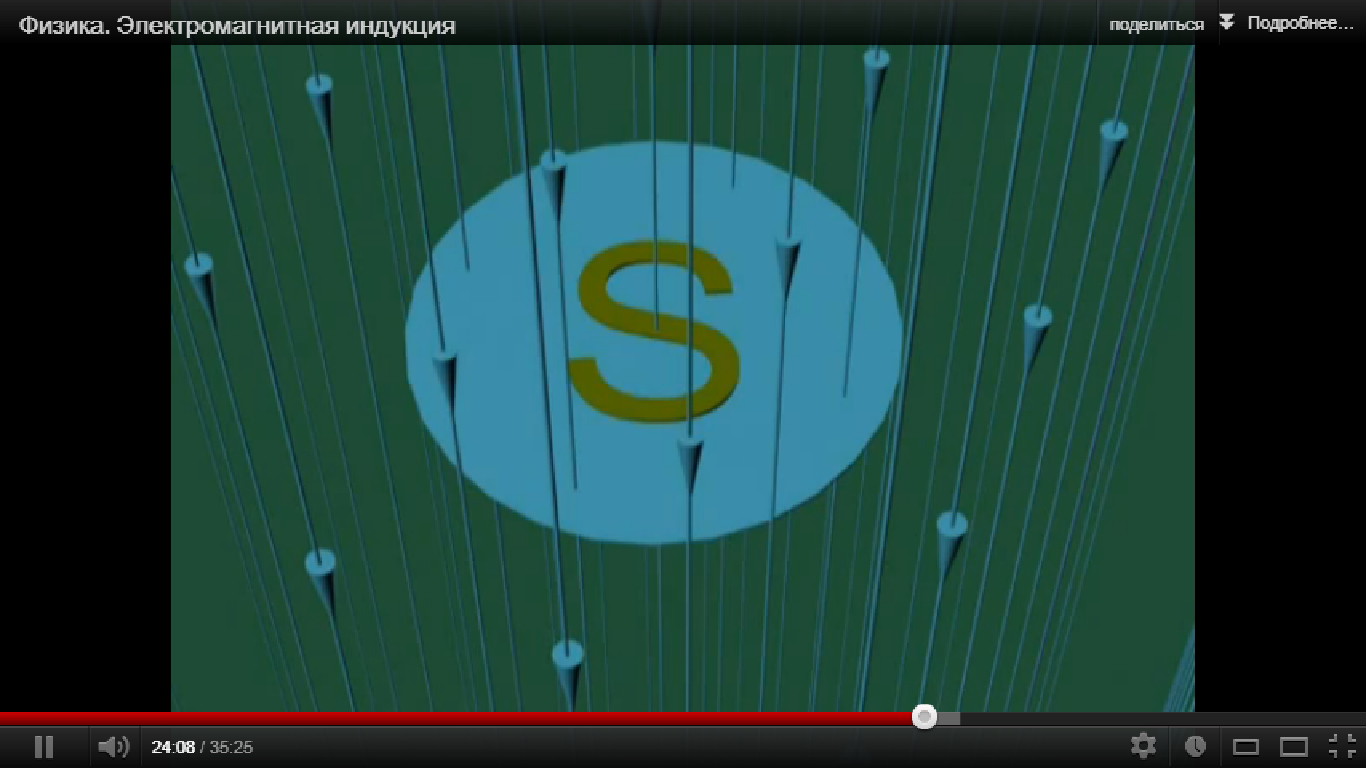 Физика. Электромагнитная индукция
поделиться
Подробнее...
S
24:08 / 35:25